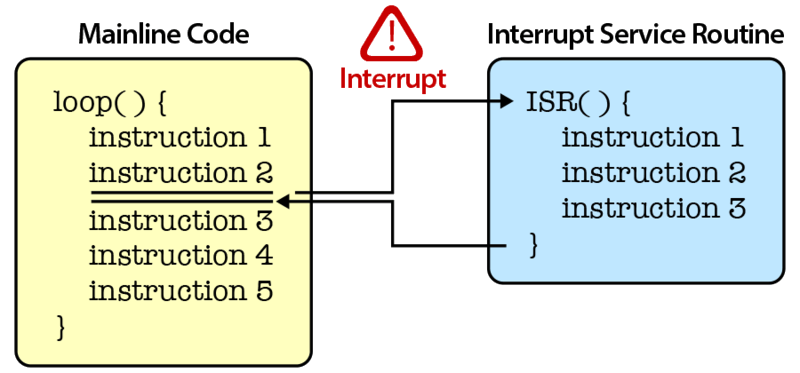 Mainline Code
loop( ) {
instruction 1
instruction 2
instruction 3
instruction 4
instruction 5
}
!
Interrupt
Interrupt Service Routine
ISR( ) {
instruction 1
instruction 2
instruction 3
}